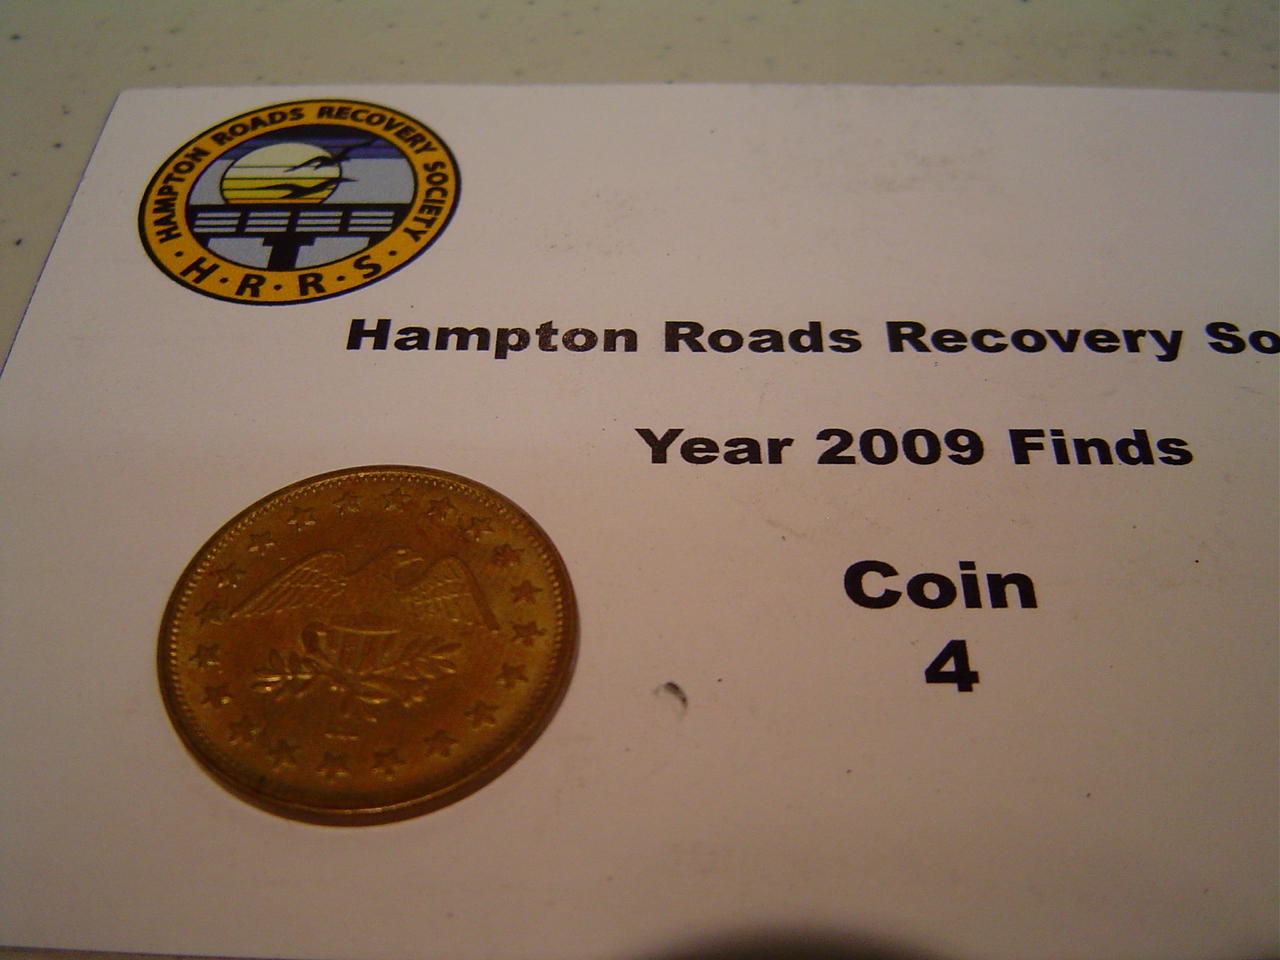 HAMPTON ROADS RECOVERY SOCIETY
· H · R · R · S ·
Hampton Roads Recovery So
Year 2009 Finds
Coin
4